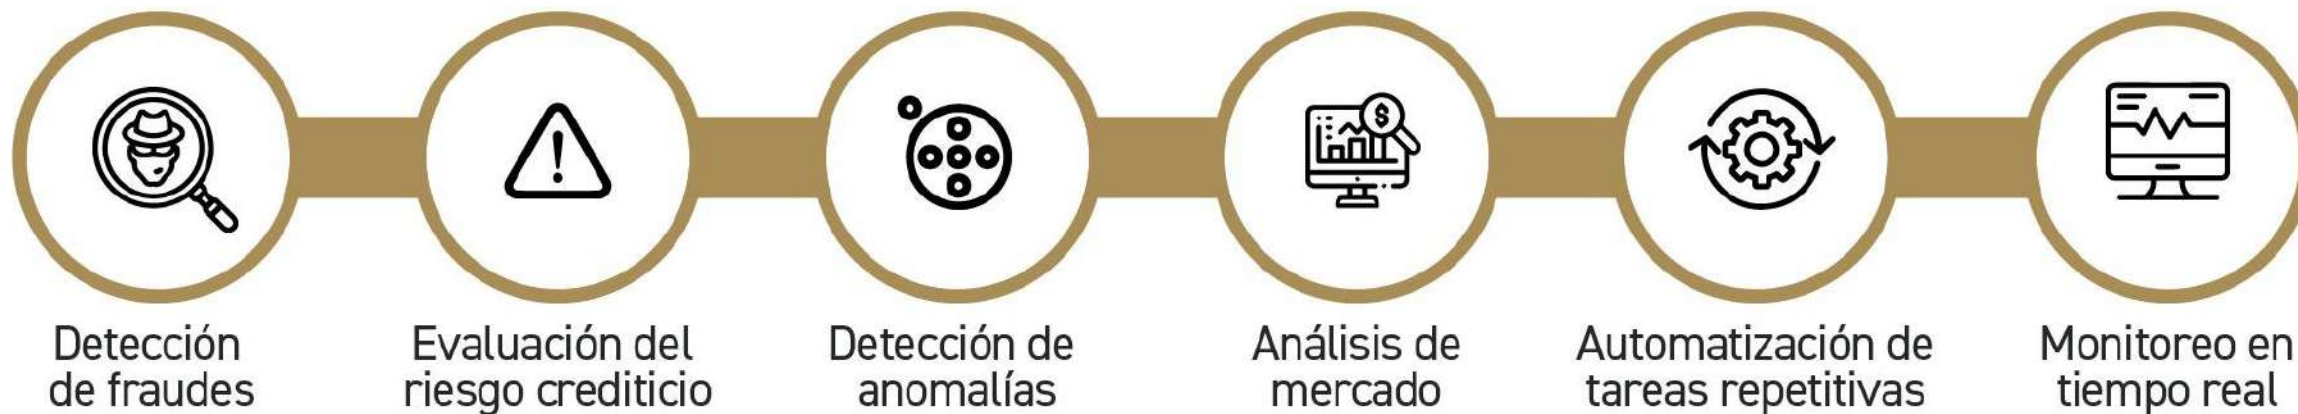 Detección
de fraudes
Evaluación del
riesgo crediticio
Detección de
anomalías
Análisis de
mercado
Automatización de
tareas repetitivas
Monitoreo en
tiempo real